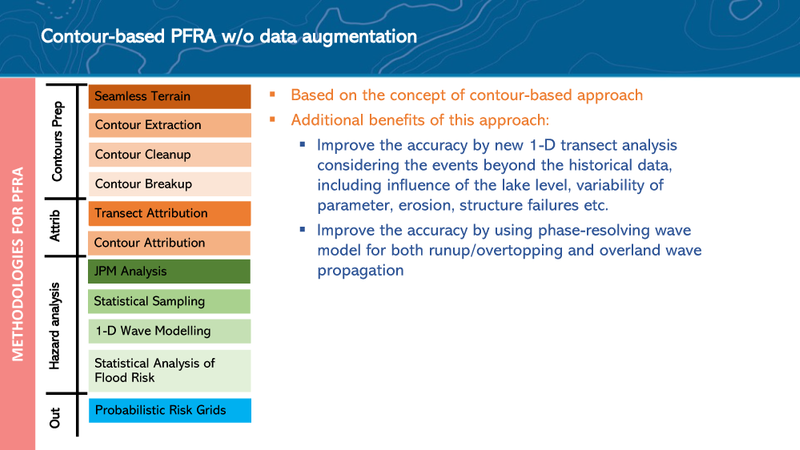 Contour-based PFRA w/o data augmentation
METHODOLOGIES FOR PFRA
Contours Prep
Seamless Terrain
Contour Extraction
Contour Cleanup
Contour Breakup
Attrib
Transect Attribution
Contour Attribution
Hazard analysis
JPM Analysis
Statistical Sampling
1-D Wave Modelling
Statistical Analysis of
Flood Risk
Out
Probabilistic Risk Grids
▪ Based on the concept of contour-based approach
▪ Additional benefits of this approach:
▪ Improve the accuracy by new 1-D transect analysis
considering the events beyond the historical data,
including influence of the lake level, variability of
parameter, erosion, structure failures etc.
▪ Improve the accuracy by using phase-resolving wave
model for both runup/overtopping and overland wave
propagation